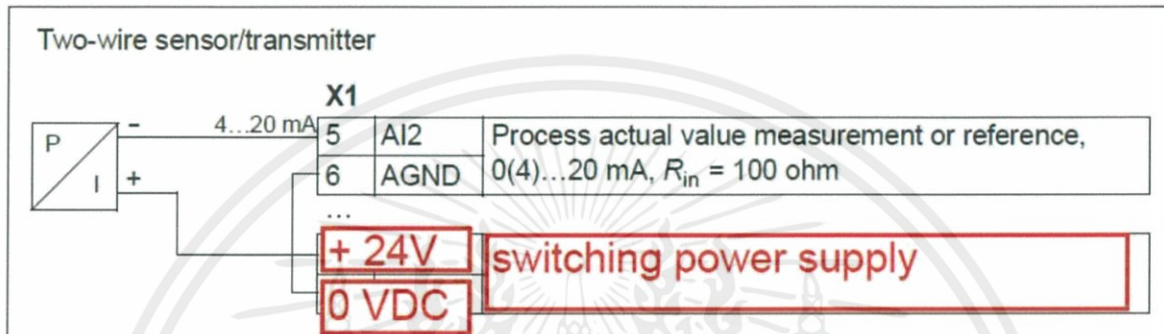 Two-wire sensor/transmitter
X1
P
I
-
+
4...20 mA
5 AI2 Process actual value measurement or reference,
6 AGND 0(4)...20 mA, Rin = 100 ohm
...
+ 24V switching power supply
0 VDC